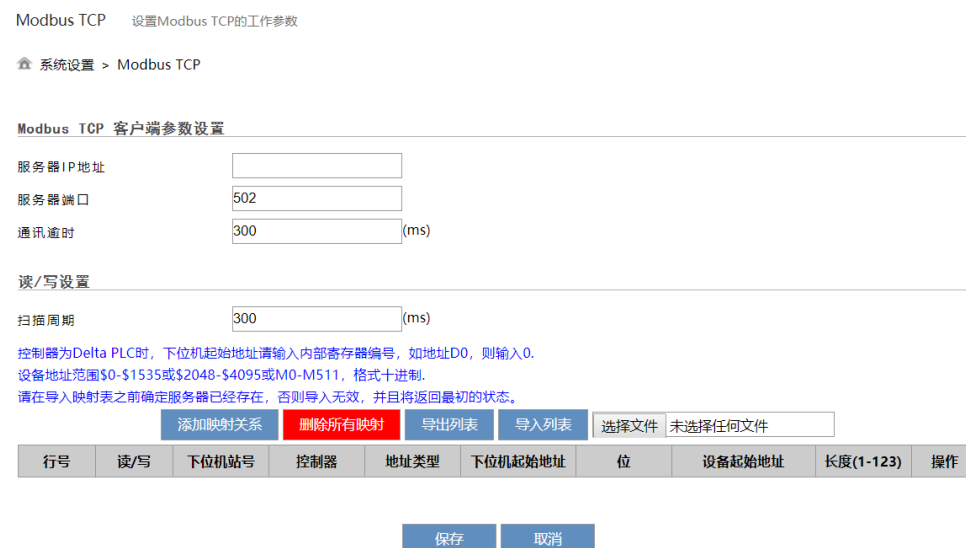 Modbus TCP 设置Modbus TCP的工作参数
系统设置 > Modbus TCP
Modbus TCP 客户端参数设置
服务器IP地址
服务器端口 502
通讯逾时 300 (ms)
读/写设置
扫描周期 300 (ms)
控制器为Delta PLC时，下位机起始地址请输入内部寄存器编号，如地址D0，则输入0.
设备地址范围$0-$1535或$2048-$4095或M0-M511，格式十进制.
请在导入映射表之前确定服务器已经存在，否则导入无效，并且将返回最初的状态。
添加映射关系 删除所有映射 导出列表 导入列表 选择文件 未选择任何文件
行号 读/写 下位机站号 控制器 地址类型 下位机起始地址 位 设备起始地址 长度(1-123) 操作
保存 取消